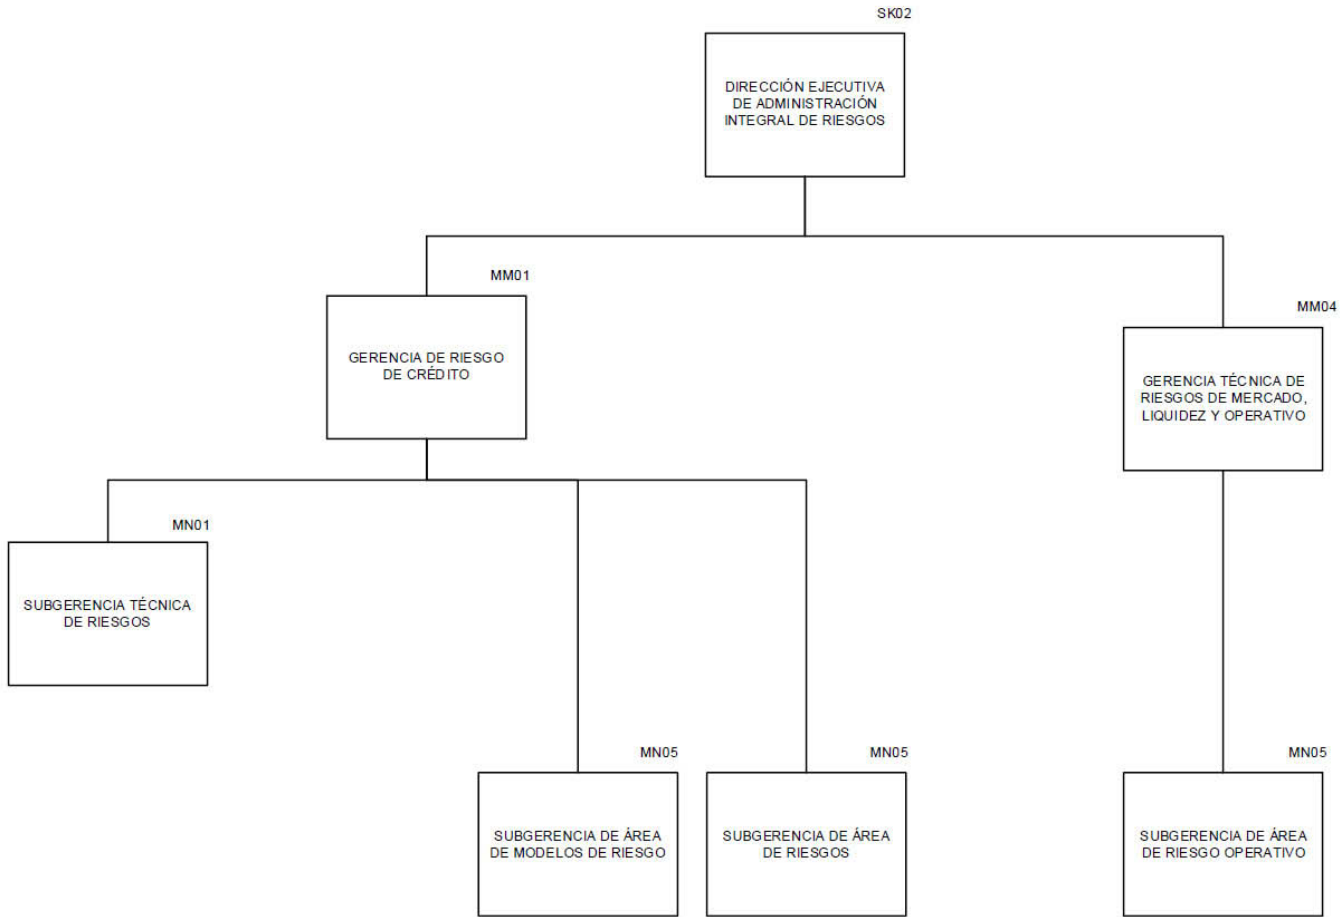 SK02
DIRECCIÓN EJECUTIVA
DE ADMINISTRACIÓN
INTEGRAL DE RIESGOS
MM01
GERENCIA DE RIESGO
DE CRÉDITO
MM04
GERENCIA TÉCNICA DE
RIESGOS DE MERCADO,
LIQUIDEZ Y OPERATIVO
MN01
SUBGERENCIA TÉCNICA
DE RIESGOS
MN05
SUBGERENCIA DE ÁREA
DE MODELOS DE RIESGO
MN05
SUBGERENCIA DE ÁREA
DE RIESGOS
MN05
SUBGERENCIA DE ÁREA
DE RIESGO OPERATIVO